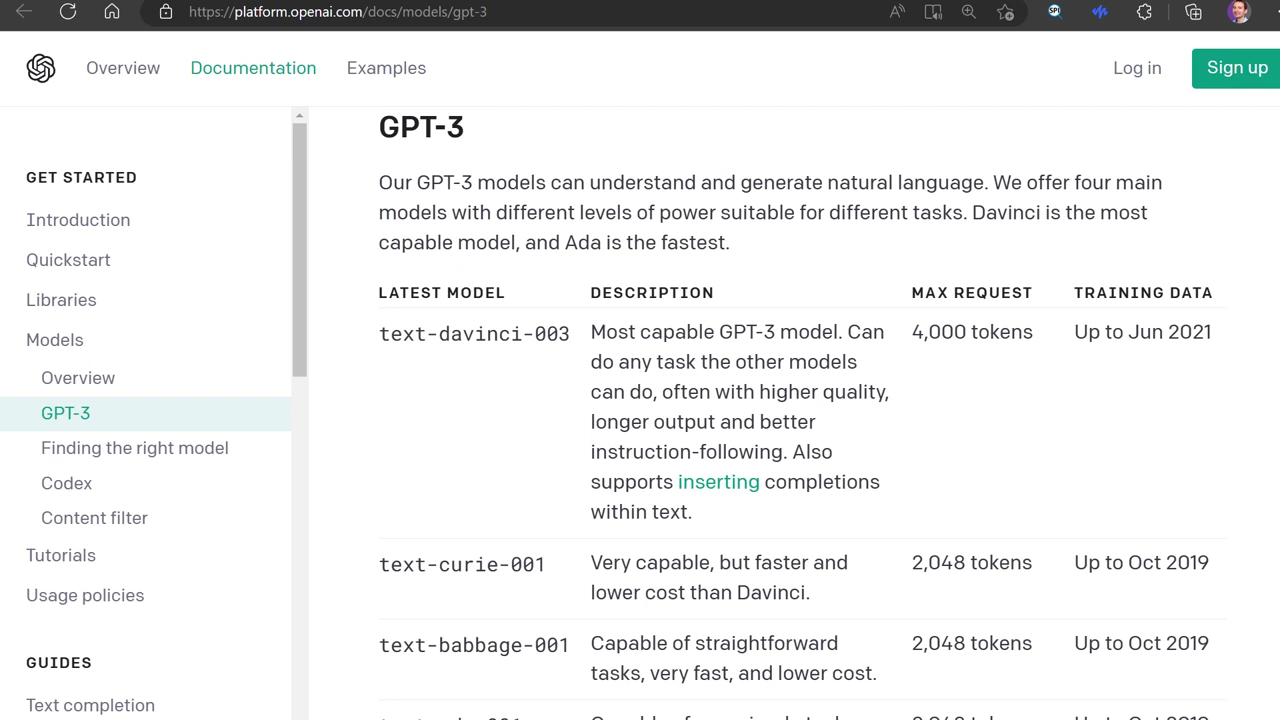 https://platform.openai.com/docs/models/gpt-3
Overview Documentation Examples Log in Sign up
GET STARTED
Introduction
Quickstart
Libraries
Models
Overview
GPT-3
Finding the right model
Codex
Content filter
Tutorials
Usage policies
GUIDES
Text completion
GPT-3
Our GPT-3 models can understand and generate natural language. We offer four main
models with different levels of power suitable for different tasks. Davinci is the most
capable model, and Ada is the fastest.
LATEST MODEL DESCRIPTION MAX REQUEST TRAINING DATA
text-davinci-003 Most capable GPT-3 model. Can 4,000 tokens Up to Jun 2021
do any task the other models
can do, often with higher quality,
longer output and better
instruction-following. Also
supports inserting completions
within text.
text-curie-001 Very capable, but faster and 2,048 tokens Up to Oct 2019
lower cost than Davinci.
text-babbage-001 Capable of straightforward 2,048 tokens Up to Oct 2019
tasks, very fast, and lower cost.